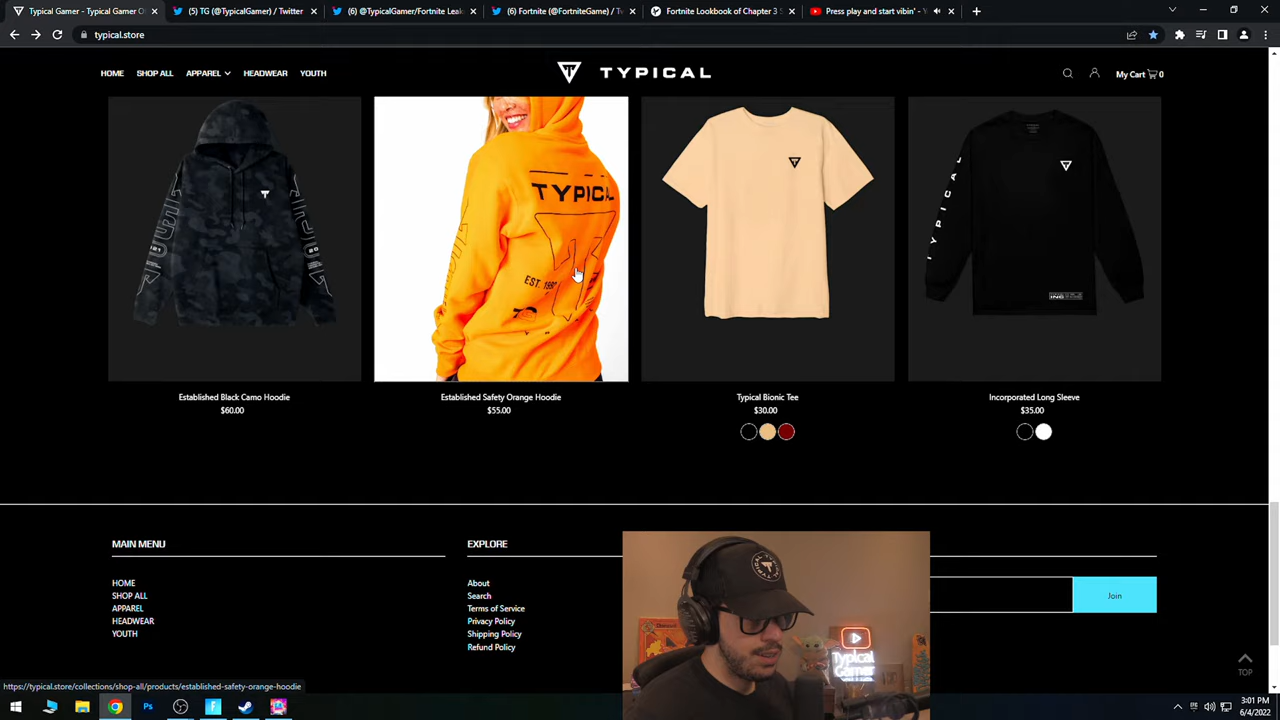 Typical Gamer - Typical Gamer O
(5) TG (@TypicalGamer) / Twitter
(6) @TypicalGamer/Fortnite Leak
(6) Fortnite (@FortniteGame) / Tw
Fortnite Lookbook of Chapter 3 S
Press play and start vibin' - Y
typical.store
HOME
SHOP ALL
APPAREL
HEADWEAR
YOUTH
TYPICAL
My Cart 0
TYPICAL
EST.
TYPICAL
Established Black Camo Hoodie
$60.00
Established Safety Orange Hoodie
$55.00
Typical Bionic Tee
$30.00
Incorporated Long Sleeve
$35.00
MAIN MENU
HOME
SHOP ALL
APPAREL
HEADWEAR
YOUTH
EXPLORE
About
Search
Terms of Service
Privacy Policy
Shipping Policy
Refund Policy
Join
TOP
Typical
Gamer
https://typical.store/collections/shop-all/products/established-safety-orange-hoodie
3:01 PM
6/4/2022